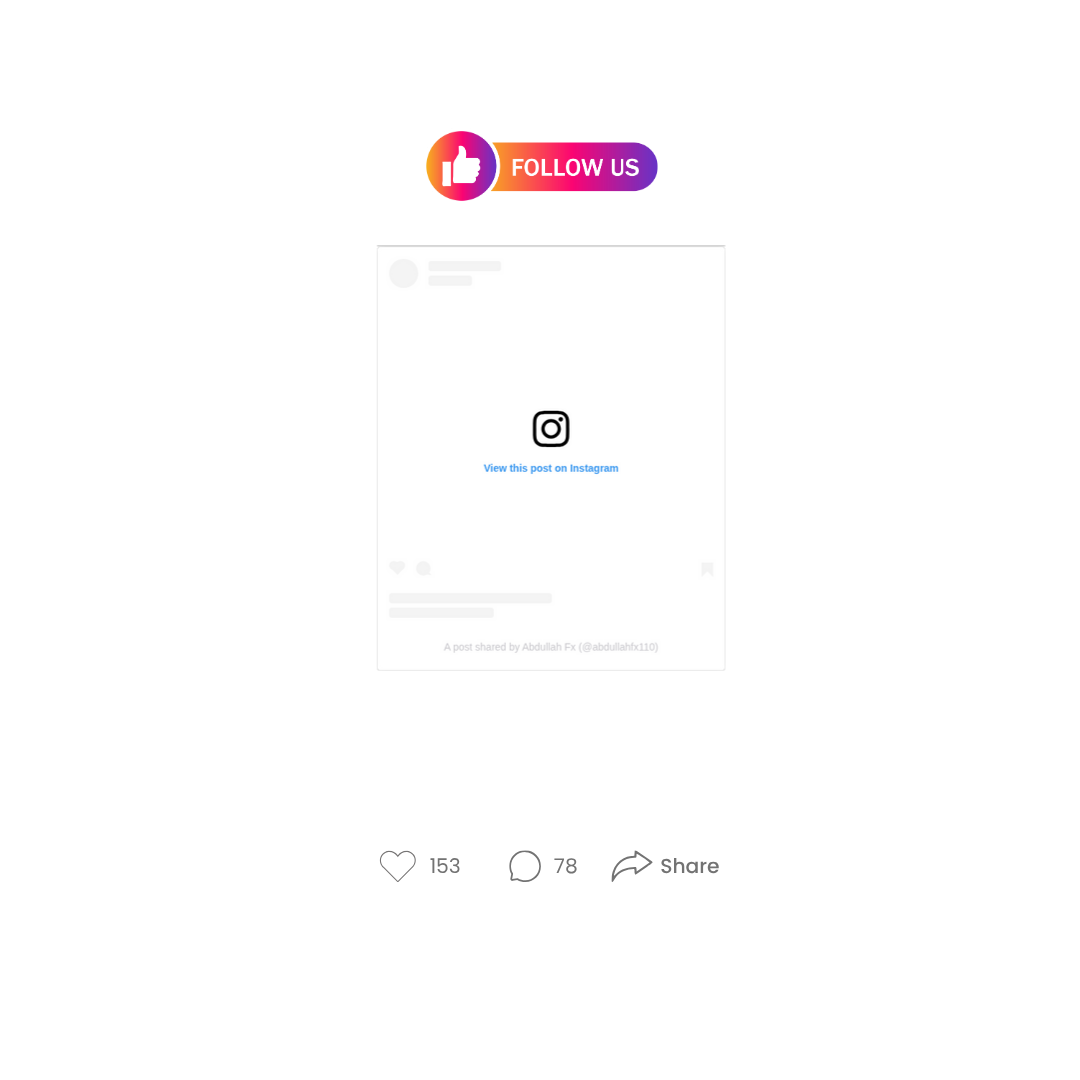 FOLLOW US
View this post on Instagram
A post shared by Abdullah Fx (@abdullahfx110)
153 78 Share